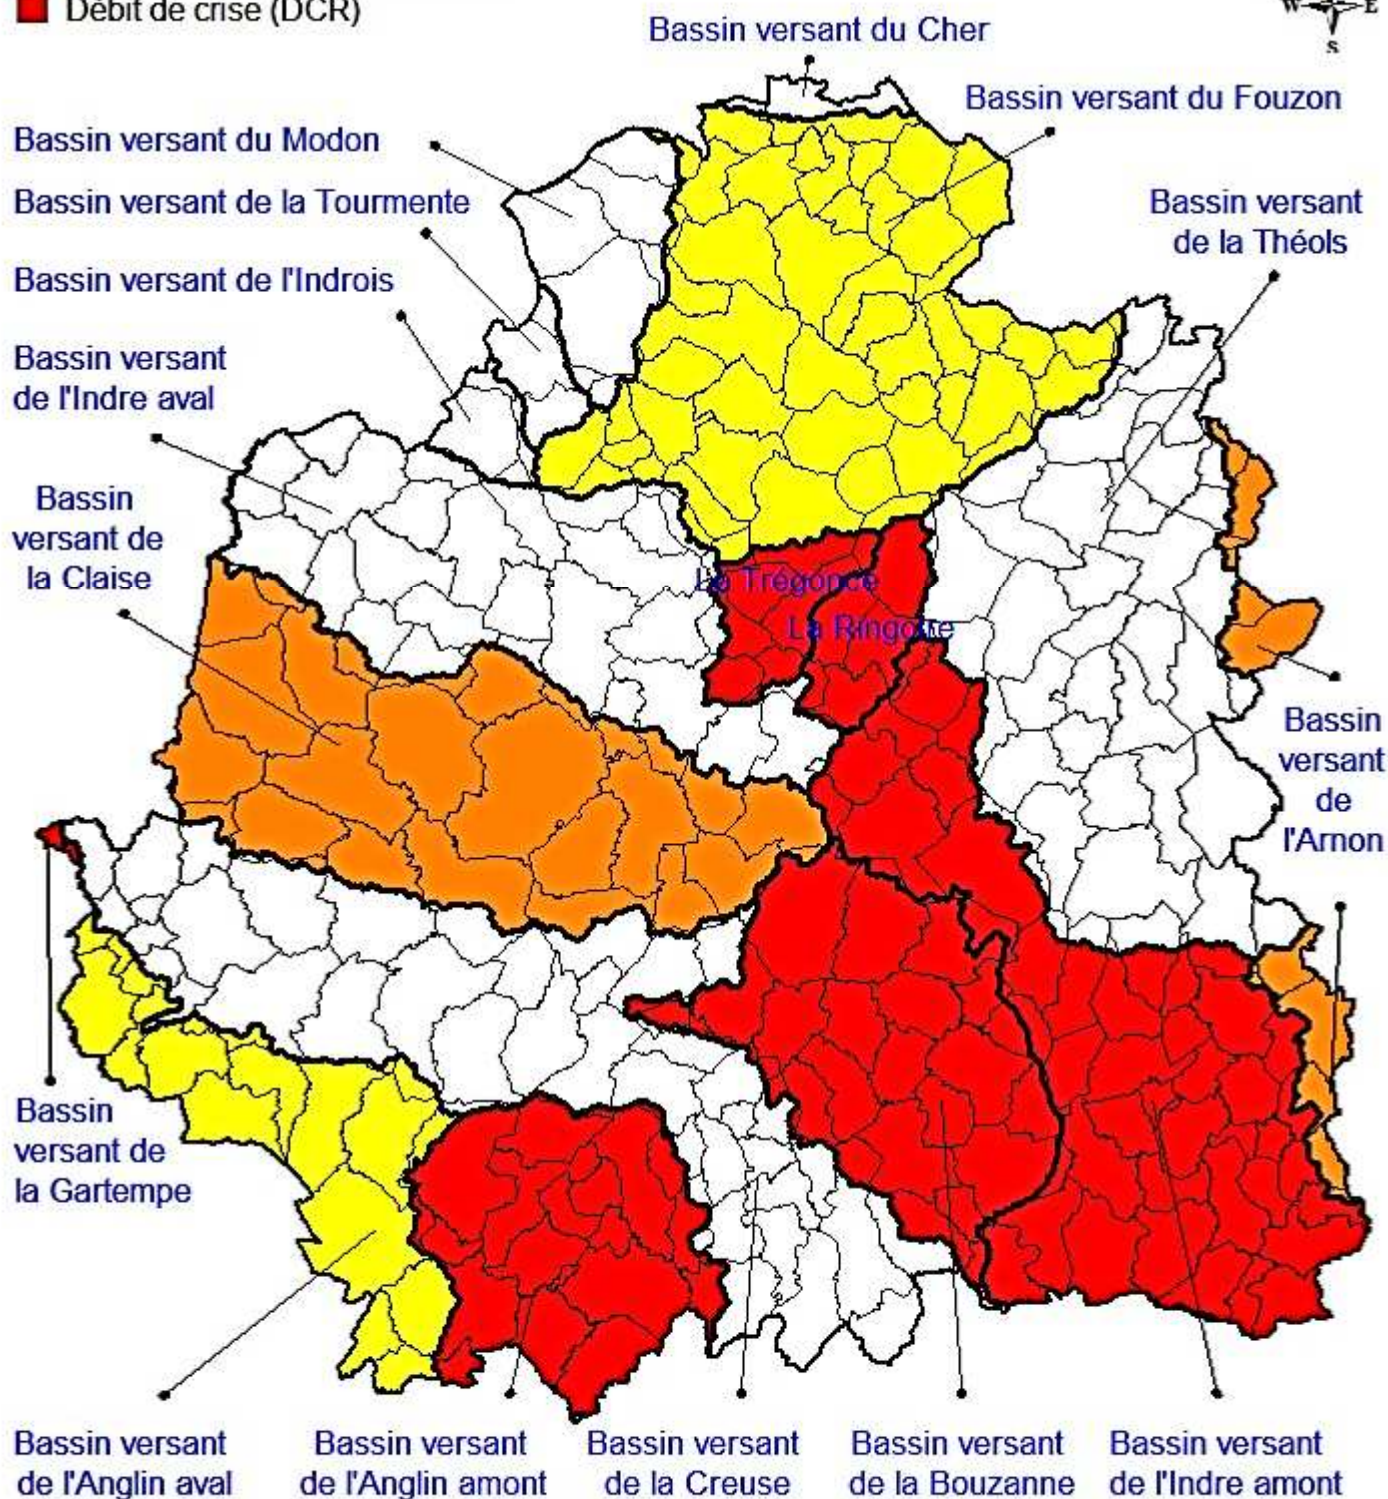 Débit de crise (DCR)
W E
S
Bassin versant du Cher
Bassin versant du Fouzon
Bassin versant du Modon
Bassin versant de la Tourmente
Bassin versant
de la Théols
Bassin versant de l'Indrois
Bassin versant
de l'Indre aval
Bassin
versant de
la Claise
La Trégonce
La Ringoire
Bassin
versant
de
l'Arnon
Bassin
versant de
la Gartempe
Bassin versant
de l'Anglin aval
Bassin versant
de l'Anglin amont
Bassin versant
de la Creuse
Bassin versant
de la Bouzanne
Bassin versant
de l'Indre amont